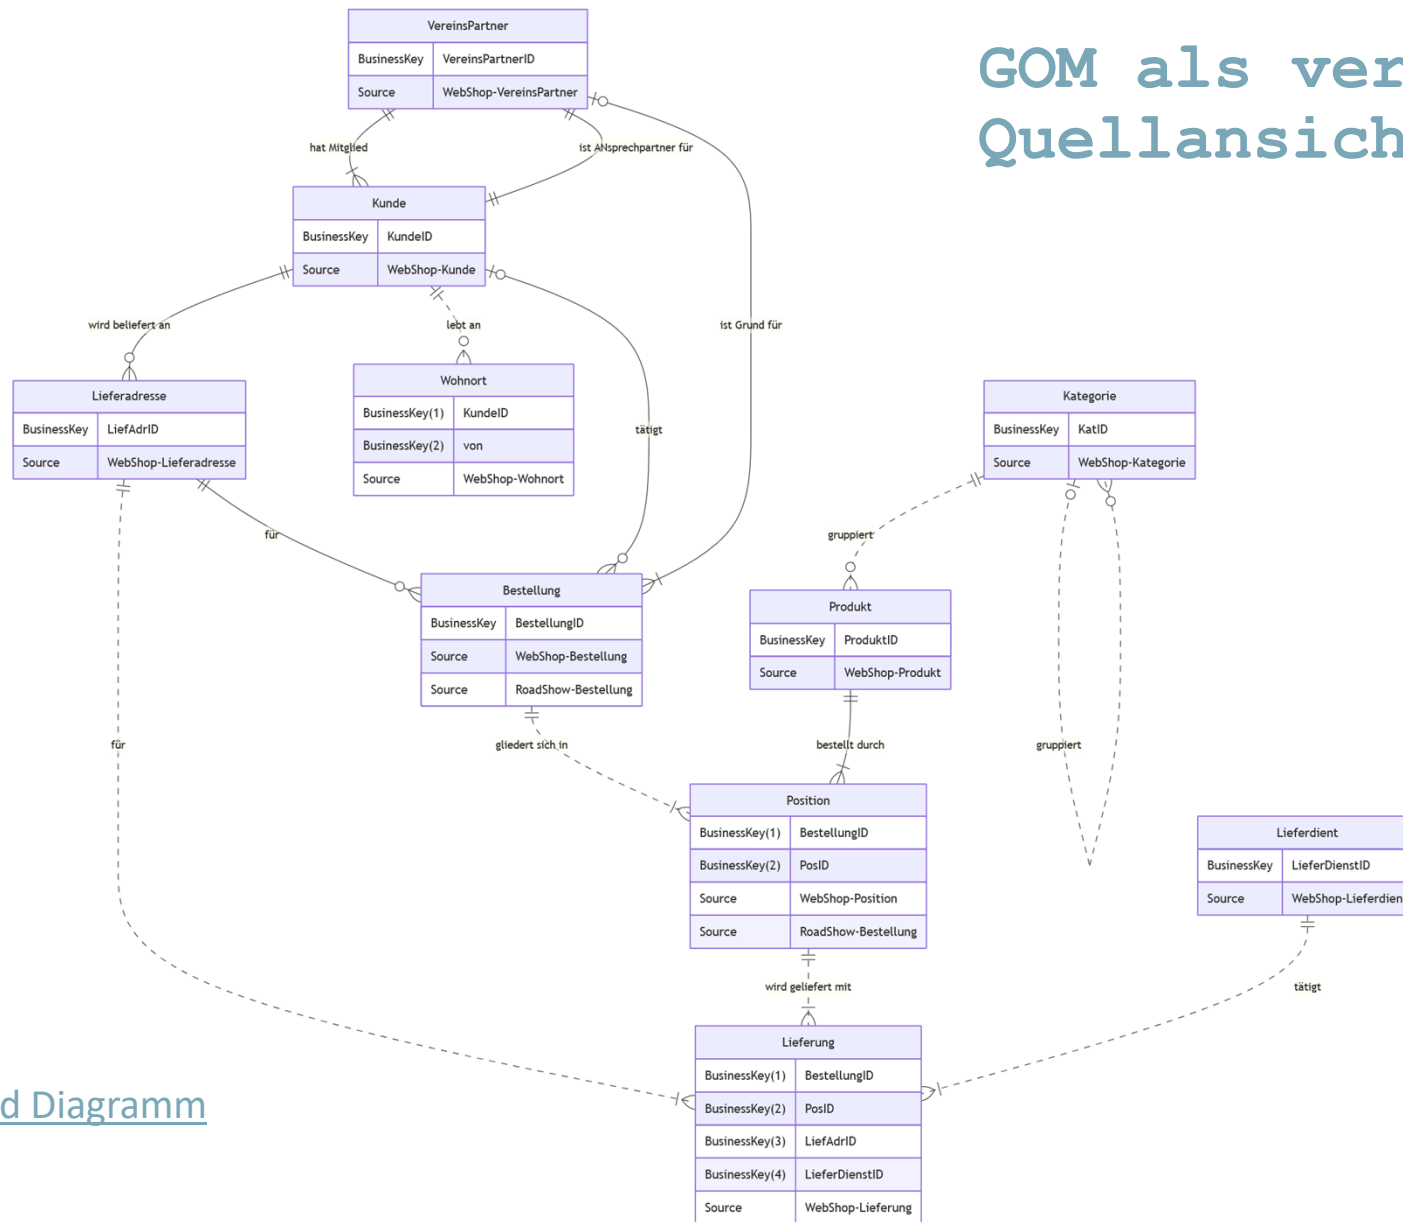 GOM als ver
Quellansich
VereinsPartner
BusinessKey VereinsPartnerID
Source WebShop-VereinsPartner
hat Mitglied
ist ANsprechpartner für
Kunde
BusinessKey KundeID
Source WebShop-Kunde
wird beliefert an
lebt an
ist Grund für
Lieferadresse
BusinessKey LiefAdrID
Source WebShop-Lieferadresse
Wohnort
BusinessKey(1) KundeID
BusinessKey(2) von
Source WebShop-Wohnort
tätigt
Kategorie
BusinessKey KatID
Source WebShop-Kategorie
für
gruppiert
Bestellung
BusinessKey BestellungID
Source WebShop-Bestellung
Source RoadShow-Bestellung
Produkt
BusinessKey ProduktID
Source WebShop-Produkt
für
gliedert sich in
bestellt durch
gruppiert
Position
BusinessKey(1) BestellungID
BusinessKey(2) PosID
Source WebShop-Position
Source RoadShow-Bestellung
Lieferdient
BusinessKey LieferDienstID
Source WebShop-Lieferdien
wird geliefert mit
tätigt
Lieferung
BusinessKey(1) BestellungID
BusinessKey(2) PosID
BusinessKey(3) LiefAdrID
BusinessKey(4) LieferDienstID
Source WebShop-Lieferung
d Diagramm